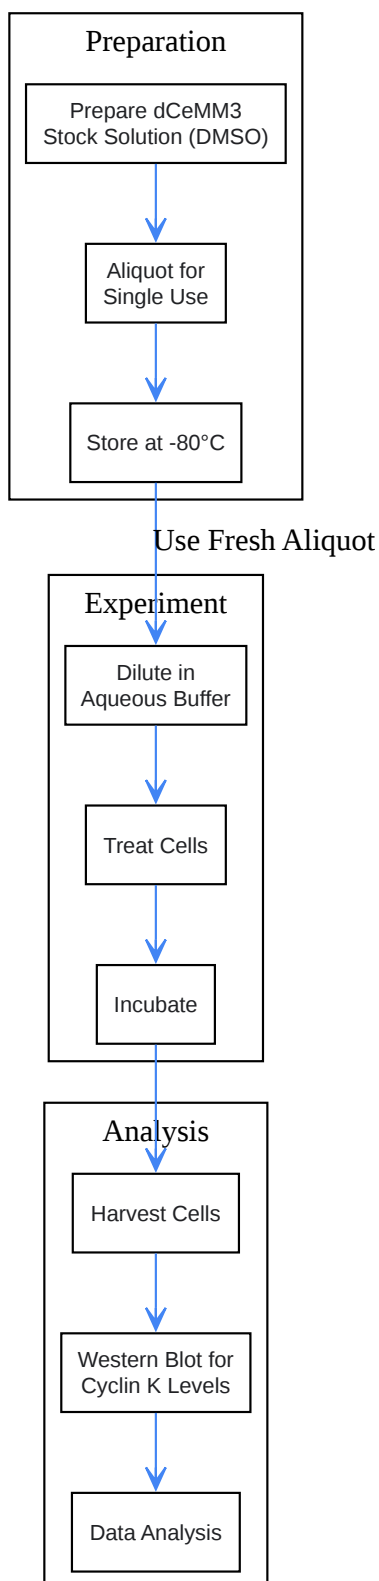 Preparation
Prepare dCeMM3
Stock Solution (DMSO)
Aliquot for
Single Use
Store at -80°C
Use Fresh Aliquot
Experiment
Dilute in
Aqueous Buffer
Treat Cells
Incubate
Analysis
Harvest Cells
Western Blot for
Cyclin K Levels
Data Analysis